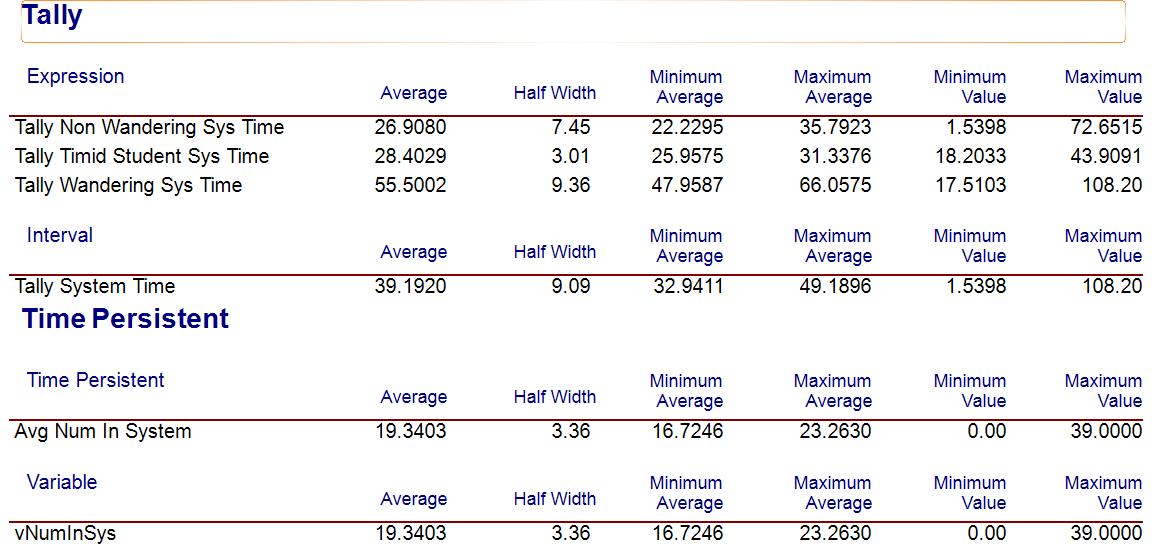 Tally
Expression Average Half Width Minimum Average Maximum Average Minimum Value Maximum Value
Tally Non Wandering Sys Time 26.9080 7.45 22.2295 35.7923 1.5398 72.6515
Tally Timid Student Sys Time 28.4029 3.01 25.9575 31.3376 18.2033 43.9091
Tally Wandering Sys Time 55.5002 9.36 47.9587 66.0575 17.5103 108.20
Interval Average Half Width Minimum Average Maximum Average Minimum Value Maximum Value
Tally System Time 39.1920 9.09 32.9411 49.1896 1.5398 108.20
Time Persistent
Time Persistent Average Half Width Minimum Average Maximum Average Minimum Value Maximum Value
Avg Num In System 19.3403 3.36 16.7246 23.2630 0.00 39.0000
Variable Average Half Width Minimum Average Maximum Average Minimum Value Maximum Value
vNumInSys 19.3403 3.36 16.7246 23.2630 0.00 39.0000